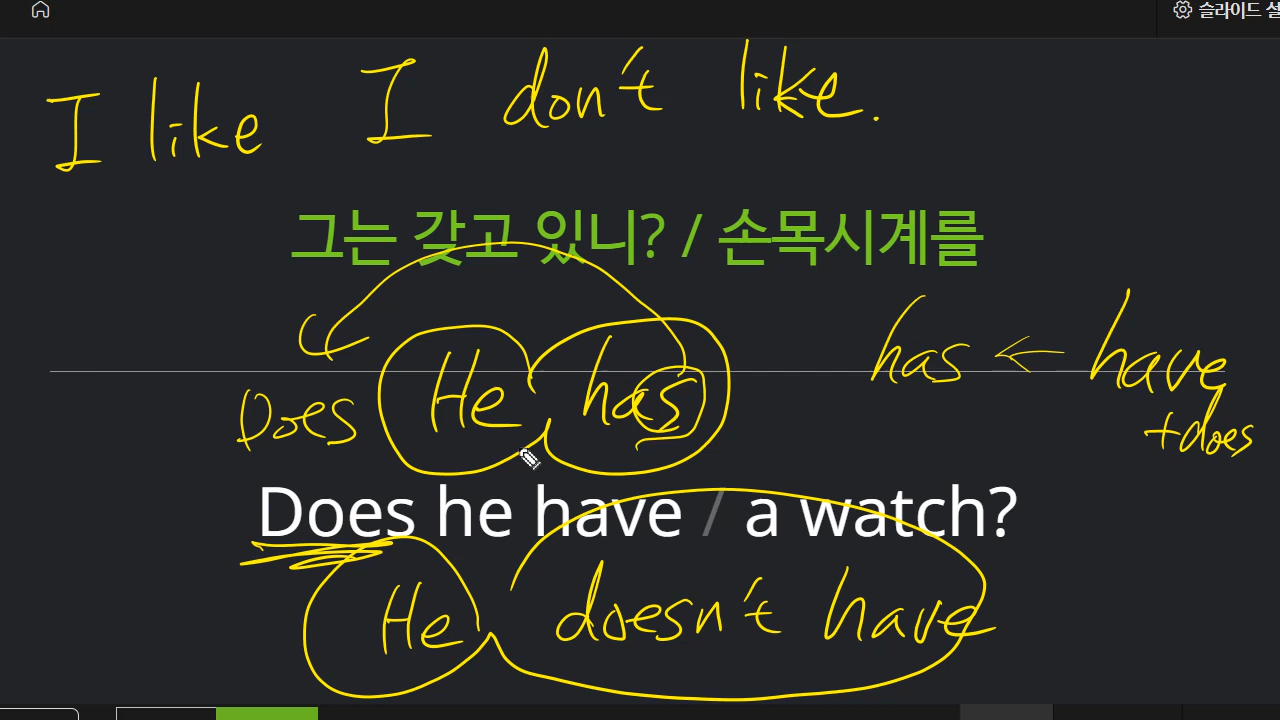 슬라이드 설
I like I don't like.
그는 갖고 있니? / 손목시계를
has ← have
+does
Does He has
Does he have / a watch?
He doesn't have